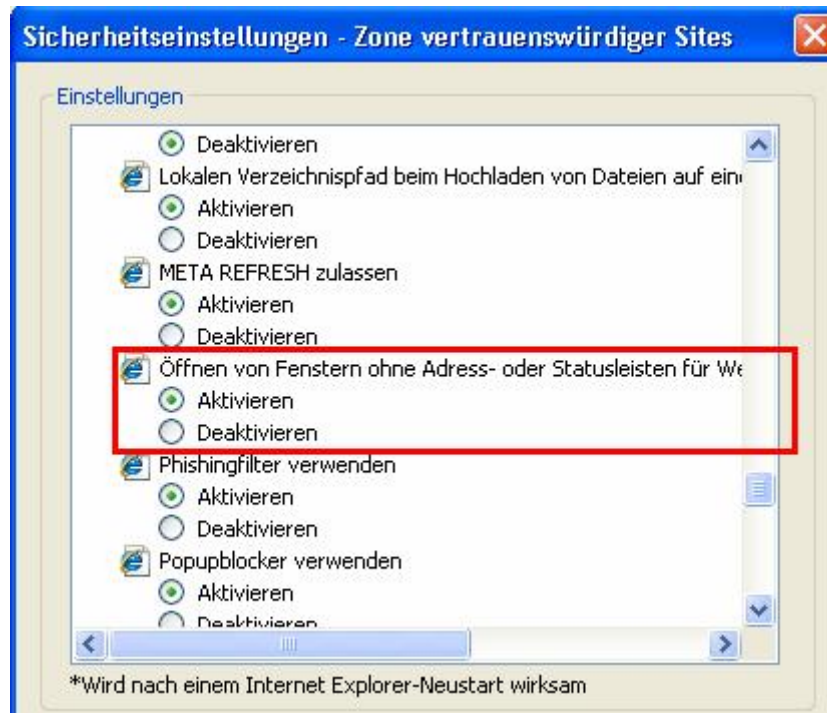 Sicherheitseinstellungen - Zone vertrauenswürdiger Sites
Einstellungen
Deaktivieren
Lokalen Verzeichnispfad beim Hochladen von Dateien auf eine
Aktivieren
Deaktivieren
META REFRESH zulassen
Aktivieren
Deaktivieren
Öffnen von Fenstern ohne Adress- oder Statusleisten für We
Aktivieren
Deaktivieren
Phishingfilter verwenden
Aktivieren
Deaktivieren
Popupblocker verwenden
Aktivieren
Deaktivieren
*Wird nach einem Internet Explorer-Neustart wirksam